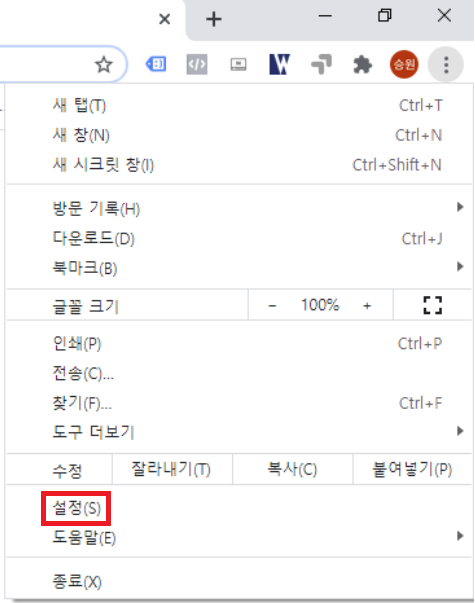 승원
새 탭(T) Ctrl+T
새 창(N) Ctrl+N
새 시크릿 창(I) Ctrl+Shift+N
방문 기록(H)
다운로드(D) Ctrl+J
북마크(B)
글꼴 크기 - 100% +
인쇄(P) Ctrl+P
전송(C)...
찾기(F)... Ctrl+F
도구 더보기
수정 잘라내기(T) 복사(C) 붙여넣기(P)
설정(S)
도움말(E)
종료(X)